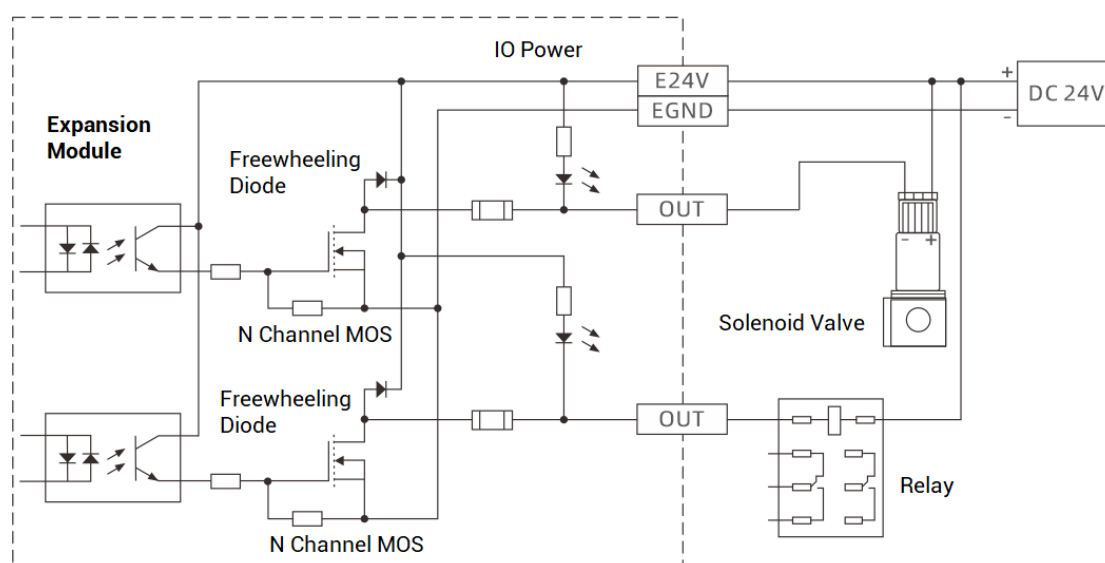 IO Power
E24V
+
DC 24V
EGND
-
Expansion
Module
Freewheeling
Diode
OUT
- +
Solenoid Valve
N Channel MOS
Freewheeling
Diode
OUT
Relay
N Channel MOS